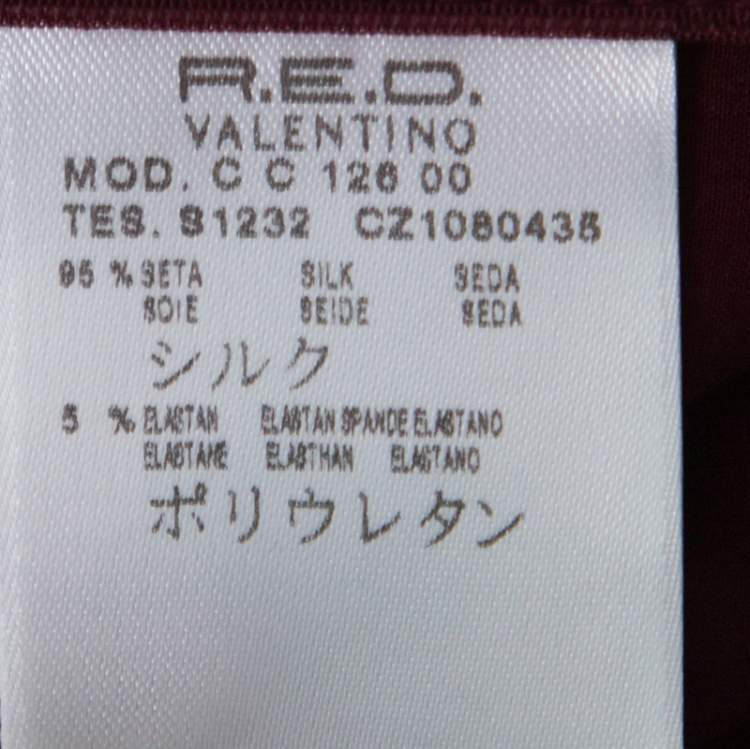 R.E.D.
VALENTINO
MOD. C C 126 00
TES. S1232 CZ1080435
95 % SETA SILK SEDA
SOIE SEIDE SEDA
シルク
5 % ELASTAN ELASTAN SPANDE ELASTANO
ELASTANE ELASTHAN ELASTANO
ポリウレタン